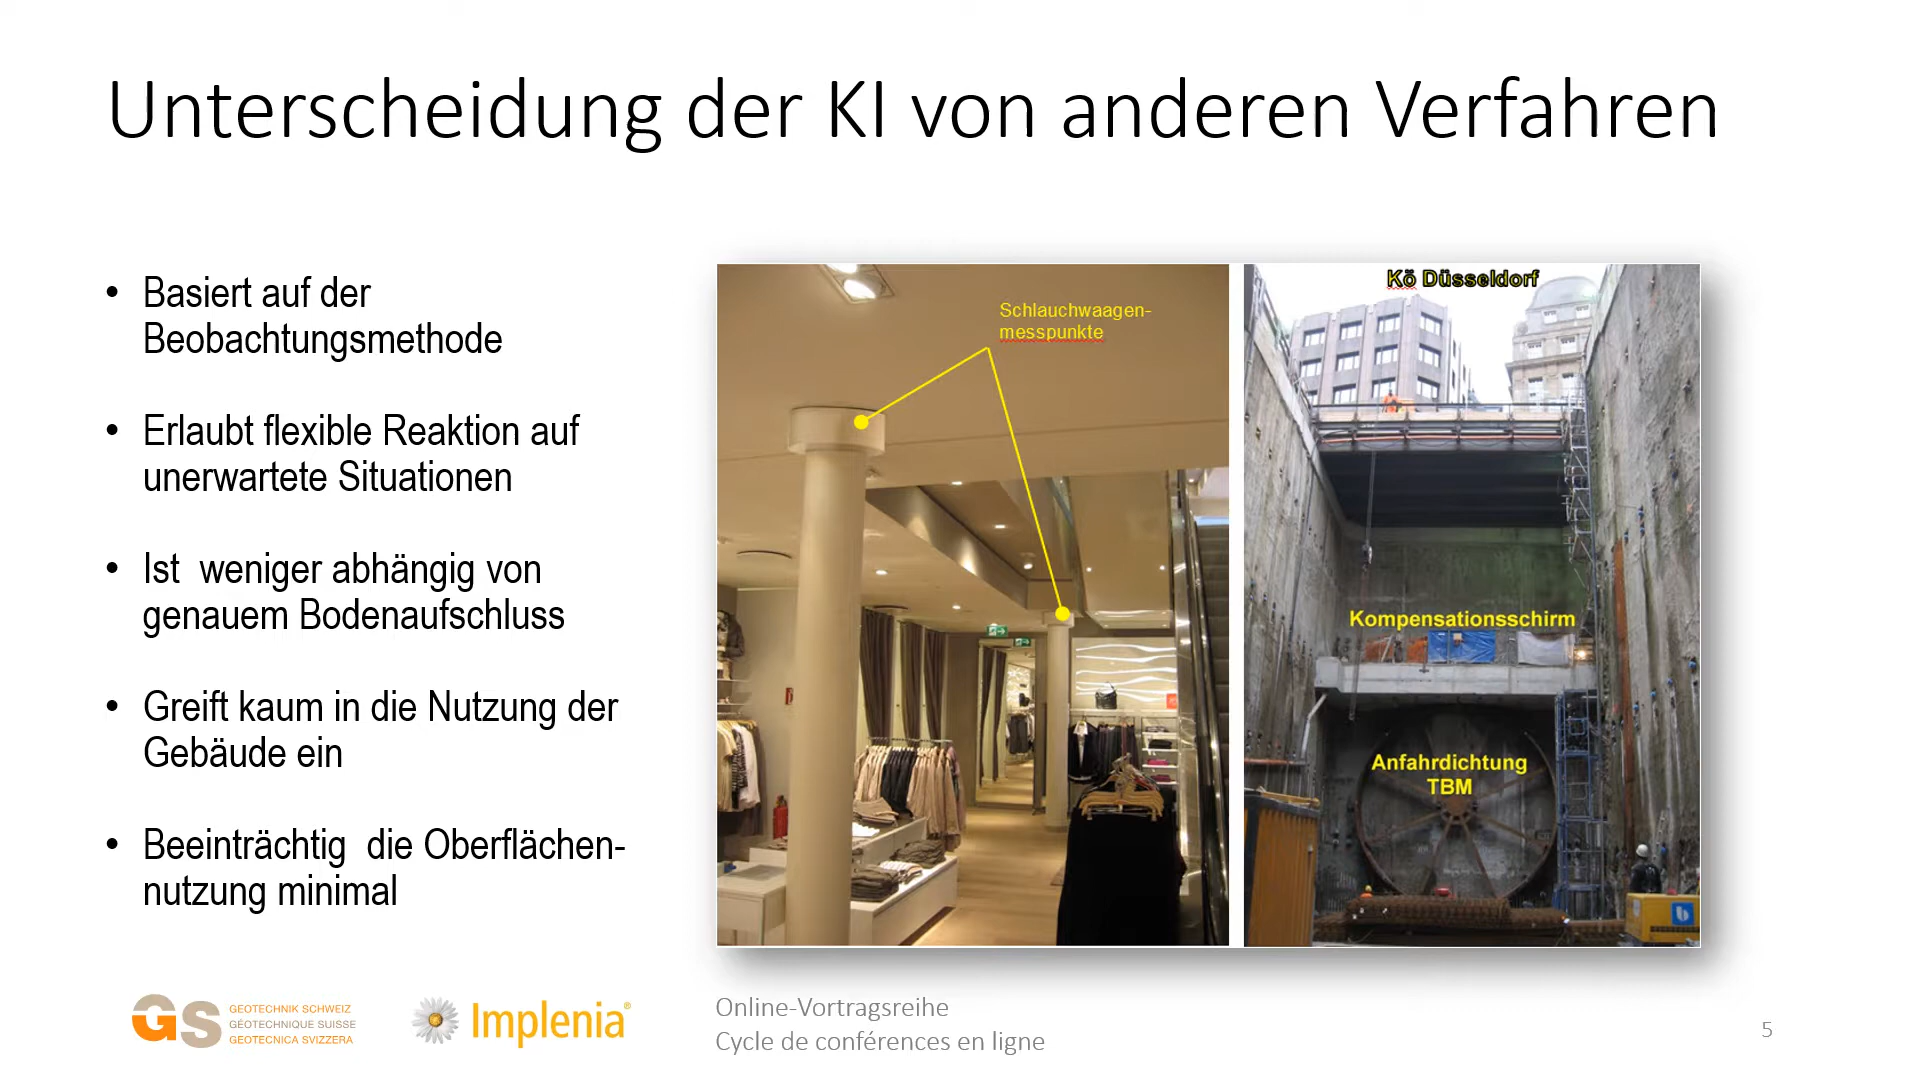 Unterscheidung der KI von anderen Verfahren
• Basiert auf der
Beobachtungsmethode
• Erlaubt flexible Reaktion auf
unerwartete Situationen
• Ist  weniger abhängig von
genauem Bodenaufschluss
• Greift kaum in die Nutzung der
Gebäude ein
• Beeinträchtig  die Oberflächen-
nutzung minimal
Schlauchwaagen-
messpunkte
Kö Düsseldorf
Kompensationsschirm
Anfahrdichtung
TBM
b
GS
GEOTECHNIK SCHWEIZ
GÉOTECHNIQUE SUISSE
GEOTECNICA SVIZZERA
Implenia®
Online-Vortragsreihe
Cycle de conférences en ligne
5